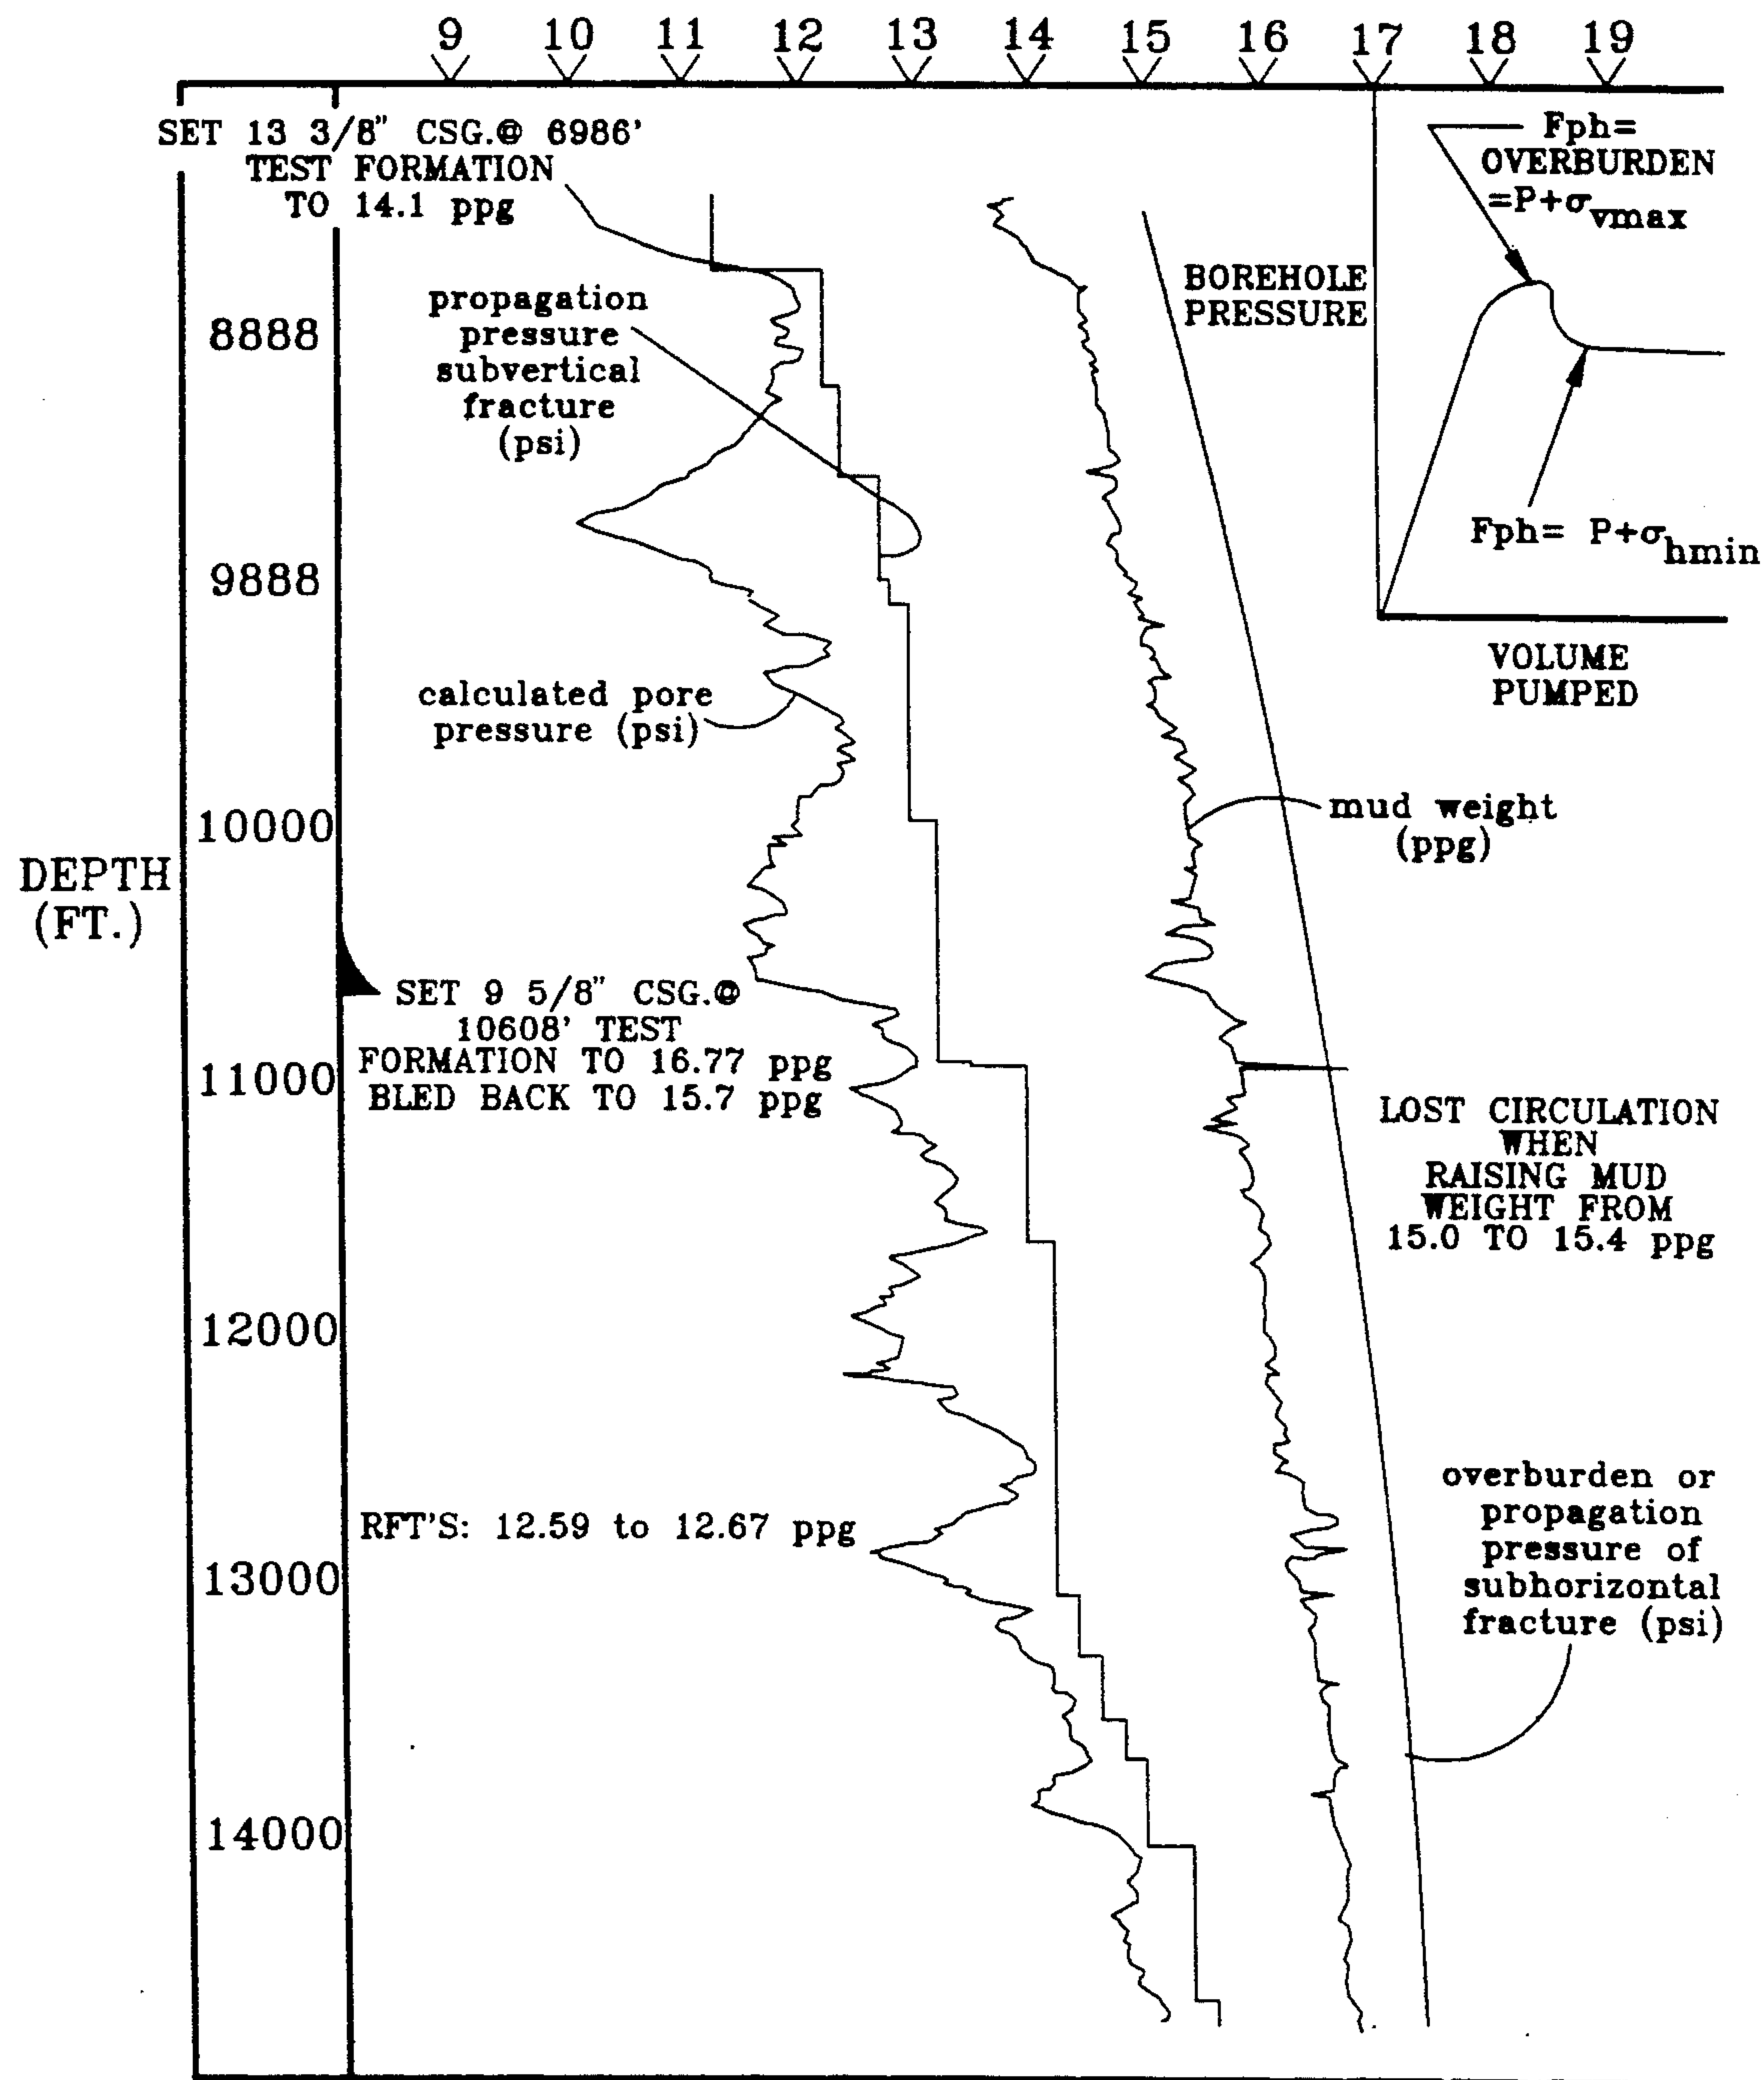 9 10 11 12 13 14 15 16 17 18 19
SET 13 3/8" CSG.@ 6986'
TEST FORMATION
TO 14.1 ppg
Fph=
OVERBURDEN
=P+σvmax
BOREHOLE
PRESSURE
propagation
pressure
subvertical
fracture
(psi)
8888
Fph= P+σhmin
9888
VOLUME
PUMPED
calculated pore
pressure (psi)
mud weight
(ppg)
10000
DEPTH
(FT.)
SET 9 5/8" CSG.@
10608' TEST
FORMATION TO 16.77 ppg
BLED BACK TO 15.7 ppg
11000
LOST CIRCULATION
WHEN
RAISING MUD
WEIGHT FROM
15.0 TO 15.4 ppg
12000
overburden or
propagation
pressure of
subhorizontal
fracture (psi)
RFT'S: 12.59 to 12.67 ppg
13000
14000